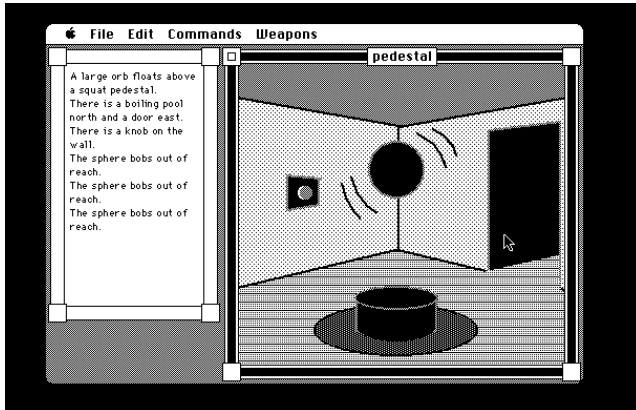 File Edit Commands Weapons
pedestal
A large orb floats above
a squat pedestal.
There is a boiling pool
north and a door east.
There is a knob on the
wall.
The sphere bobs out of
reach.
The sphere bobs out of
reach.
The sphere bobs out of
reach.